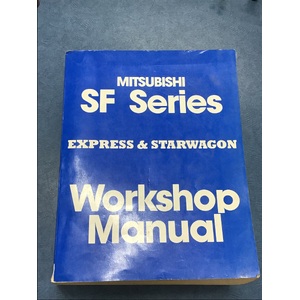 MITSUBISHI
SF Series
EXPRESS & STARWAGON
Workshop
Manual